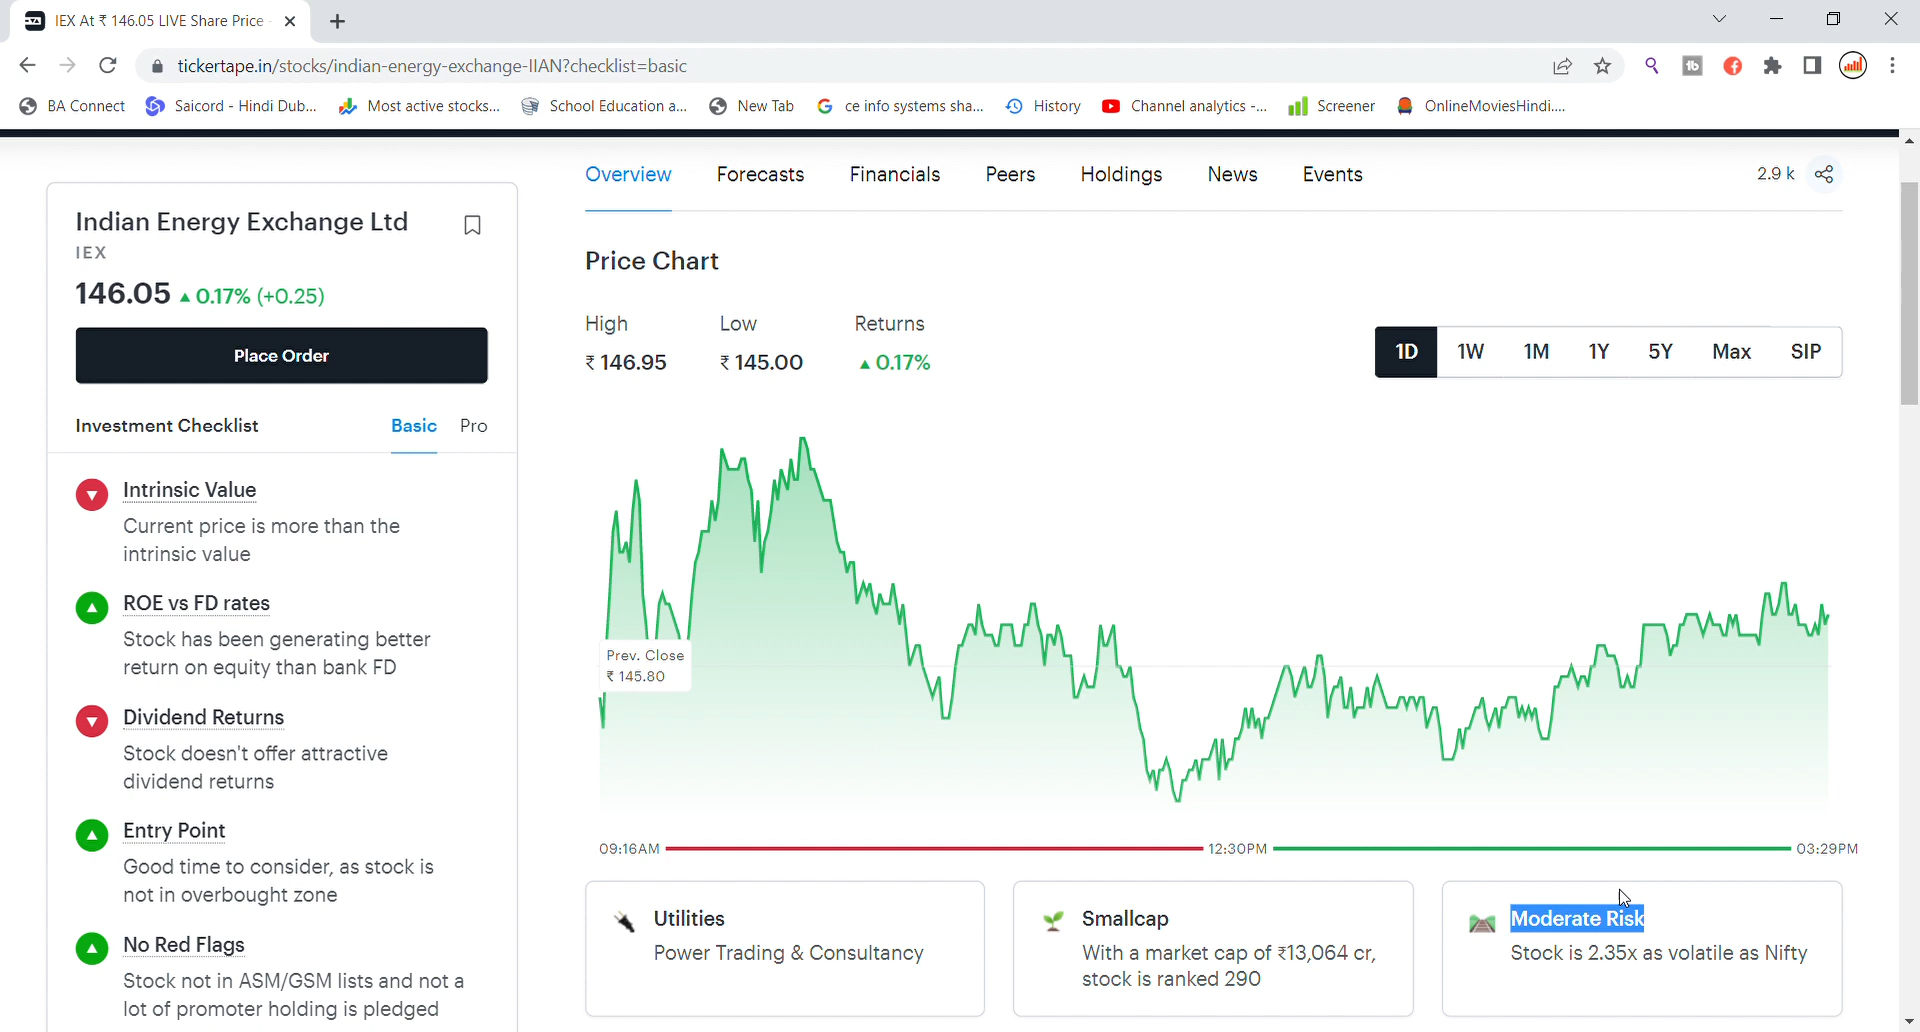 IEX At ₹ 146.05 LIVE Share Price -
tickertape.in/stocks/indian-energy-exchange-IIAN?checklist=basic
BA Connect
Saicord - Hindi Dub...
Most active stocks...
School Education a...
New Tab
ce info systems sha...
History
Channel analytics -...
Screener
OnlineMoviesHindi....
Overview
Forecasts
Financials
Peers
Holdings
News
Events
2.9 k
Indian Energy Exchange Ltd
IEX
146.05 ▲ 0.17% (+0.25)
Place Order
Investment Checklist
Basic
Pro
Intrinsic Value
Current price is more than the
intrinsic value
ROE vs FD rates
Stock has been generating better
return on equity than bank FD
Dividend Returns
Stock doesn't offer attractive
dividend returns
Entry Point
Good time to consider, as stock is
not in overbought zone
No Red Flags
Stock not in ASM/GSM lists and not a
lot of promoter holding is pledged
Price Chart
High
₹ 146.95
Low
₹ 145.00
Returns
▲ 0.17%
1D
1W
1M
1Y
5Y
Max
SIP
Prev. Close
₹ 145.80
09:16AM
12:30PM
03:29PM
Utilities
Power Trading & Consultancy
Smallcap
With a market cap of ₹13,064 cr,
stock is ranked 290
Moderate Risk
Stock is 2.35x as volatile as Nifty